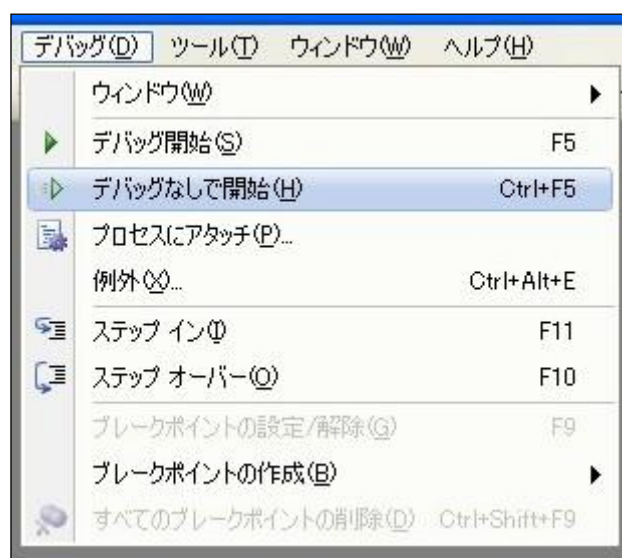 デバッグ(D) ツール(T) ウィンドウ(W) ヘルプ(H)
ウィンドウ(W)
デバッグ開始(S) F5
デバッグなしで開始(H) Ctrl+F5
プロセスにアタッチ(P)...
例外(X)... Ctrl+Alt+E
ステップ イン(I) F11
ステップ オーバー(O) F10
ブレークポイントの設定/解除(G) F9
ブレークポイントの作成(B)
すべてのブレークポイントの削除(D) Ctrl+Shift+F9